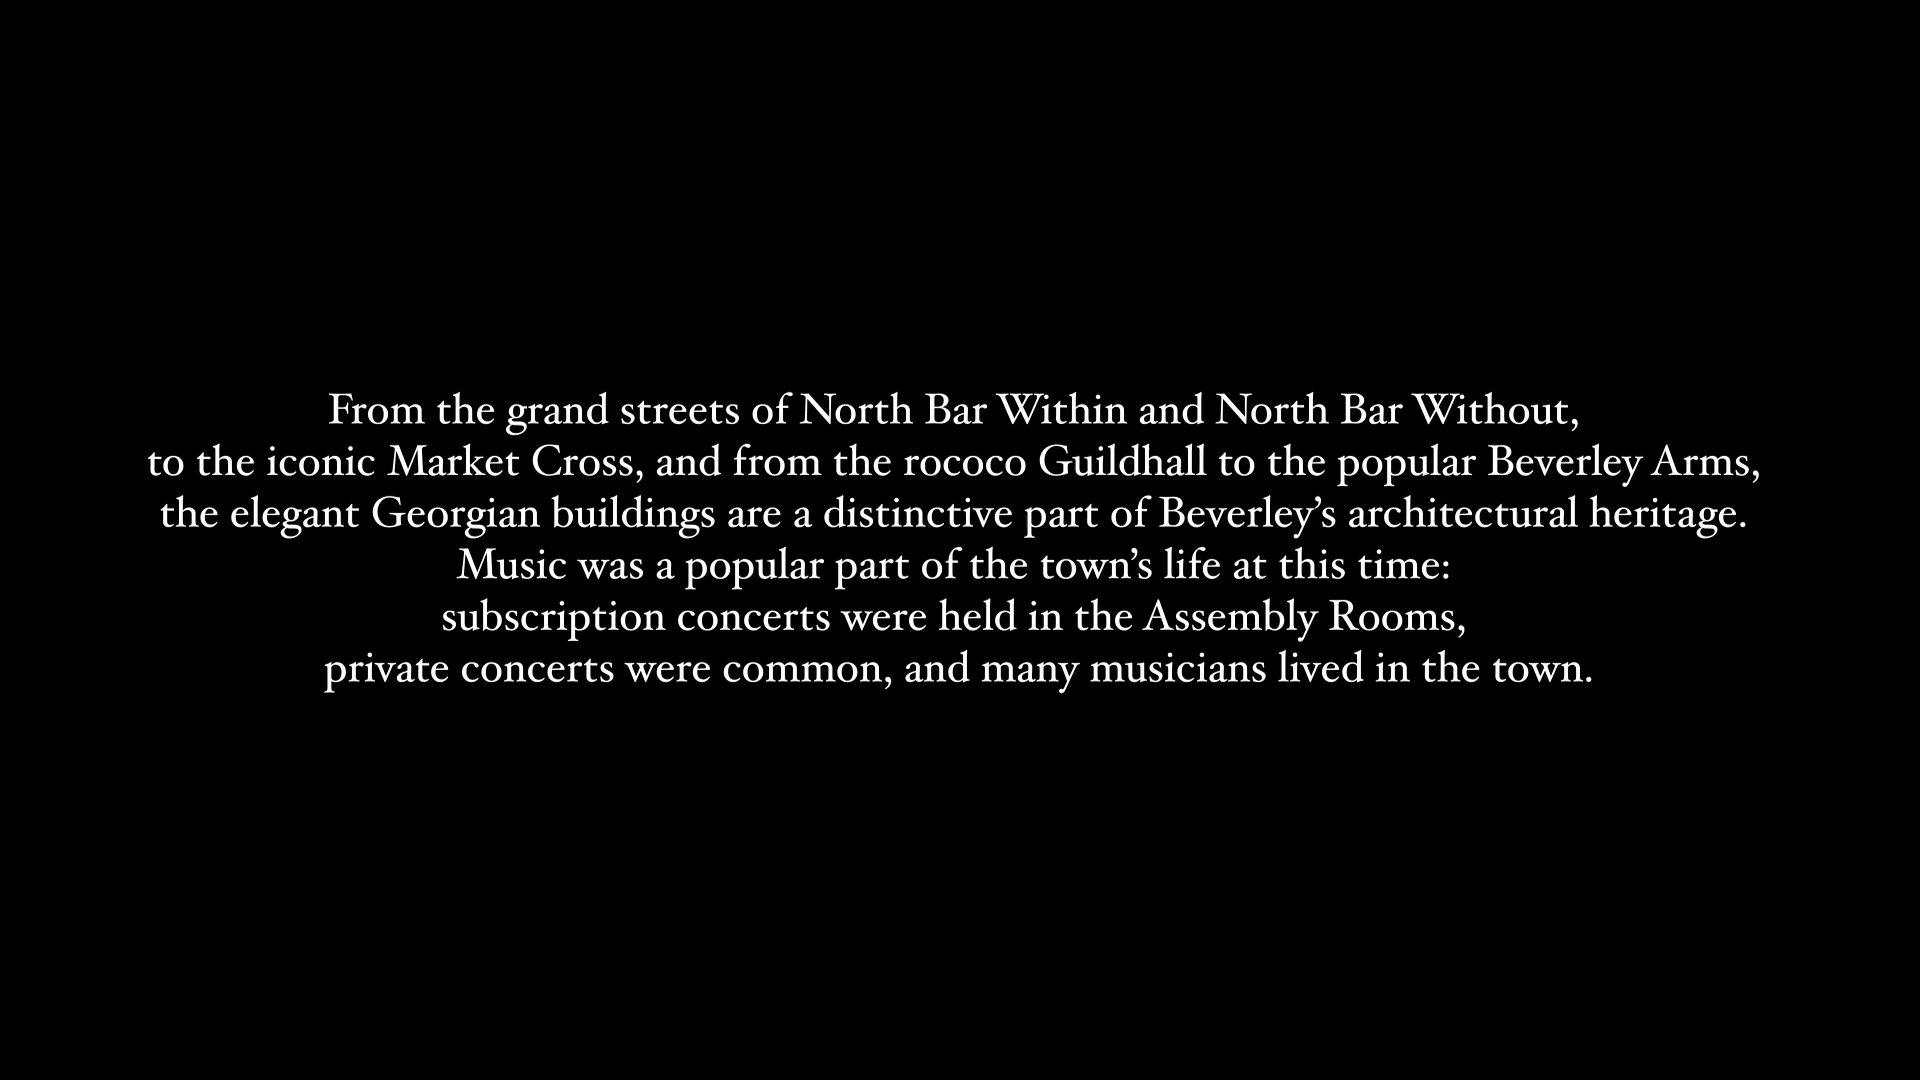 From the grand streets of North Bar Within and North Bar Without,
to the iconic Market Cross, and from the rococo Guildhall to the popular Beverley Arms,
the elegant Georgian buildings are a distinctive part of Beverley’s architectural heritage.
Music was a popular part of the town’s life at this time:
subscription concerts were held in the Assembly Rooms,
private concerts were common, and many musicians lived in the town.